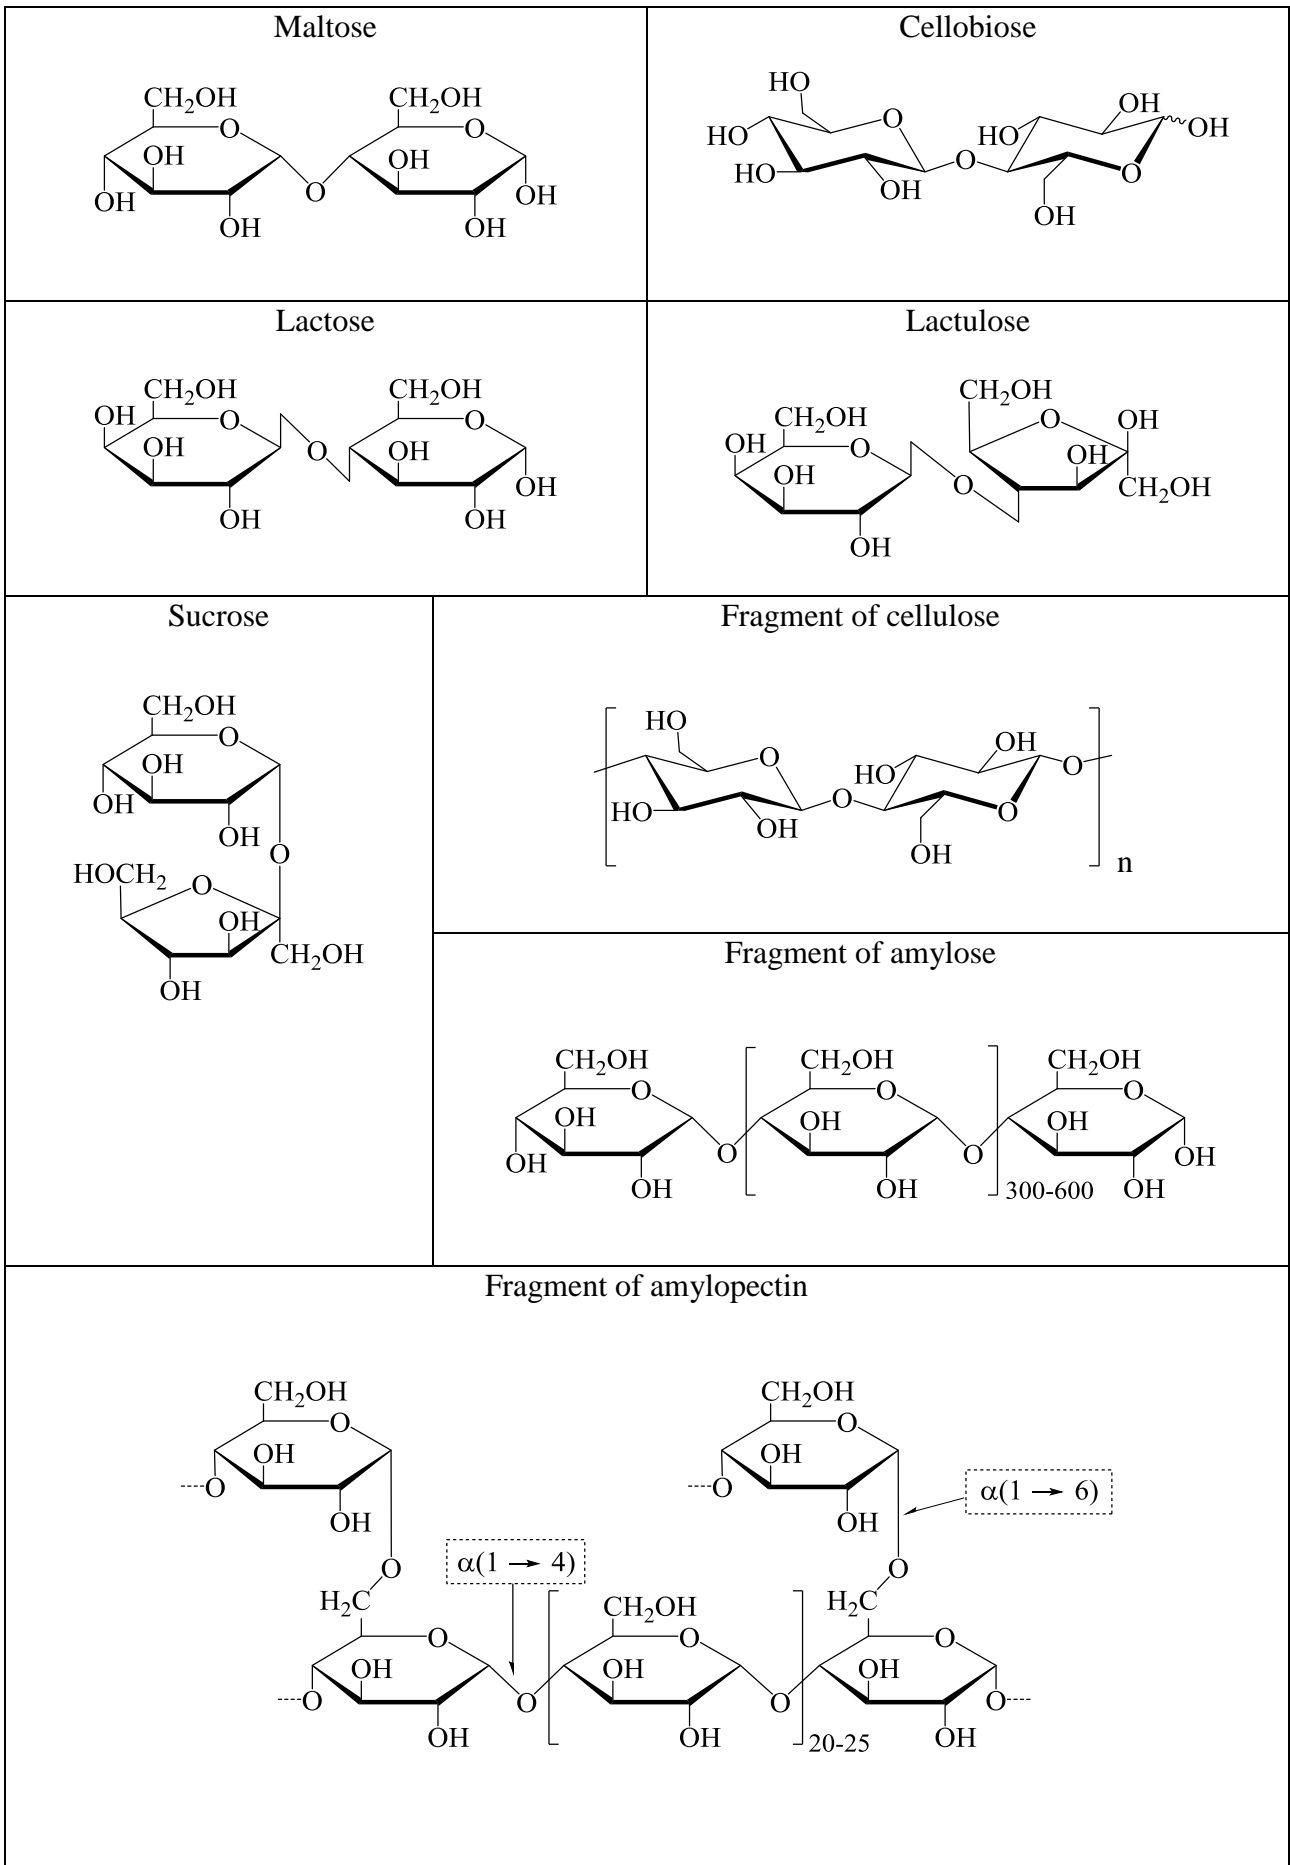 Maltose
CH2OH CH2OH
O O
OH OH
OH O OH
OH OH
Cellobiose
HO
O OH
HO HO OH
HO O O
OH
OH
Lactose
CH2OH CH2OH
OH O O
OH O OH
OH
OH OH
Lactulose
CH2OH
CH2OH O OH
OH O OH
OH O CH2OH
OH
Sucrose
CH2OH
O
OH
OH
OH
O
HOCH2 O
OH
CH2OH
OH
Fragment of cellulose
HO
O OH O
HO O HO
OH O
OH
n
Fragment of amylose
CH2OH CH2OH CH2OH
O O O
OH OH OH
OH O O OH
OH OH 300-600 OH
Fragment of amylopectin
CH2OH CH2OH
O O
OH OH
O O α(1 → 6)
OH OH
α(1 → 4)
O O
H2C CH2OH H2C
O O O
OH OH OH
O O O O
OH OH 20-25 OH